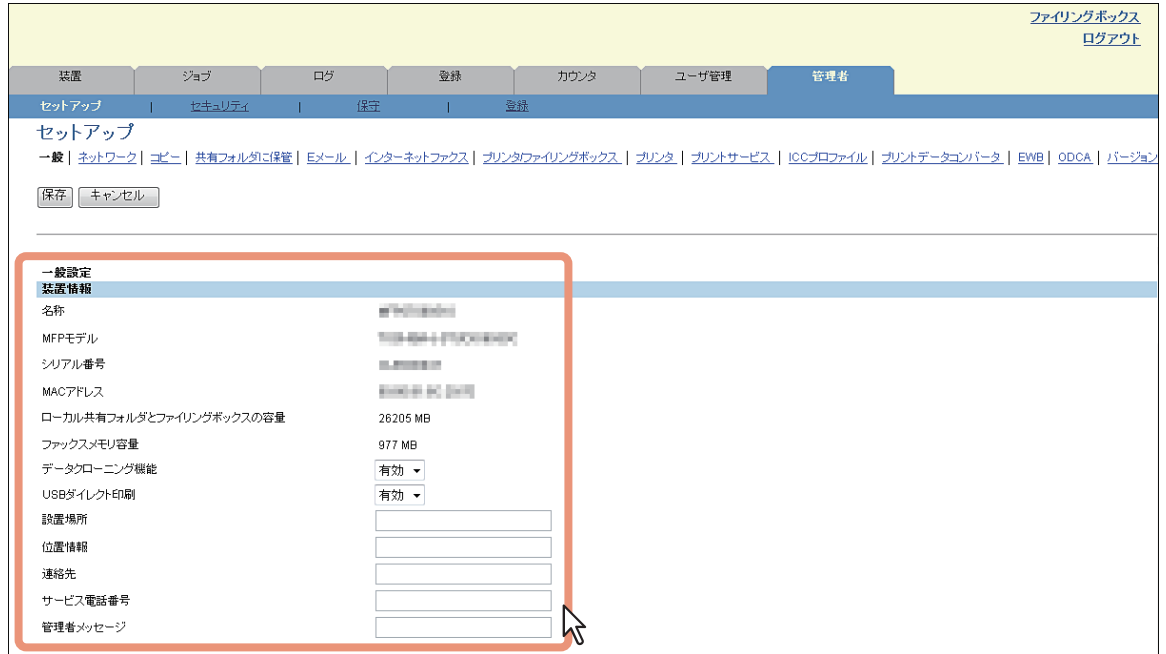 ファイリングボックス
ログアウト
装置 ジョブ ログ 登録 カウンタ ユーザ管理 管理者
セットアップ | セキュリティ | 保守 | 登録
セットアップ
一般 | ネットワーク | コピー | 共有フォルダに保管 | Eメール | インターネットファクス | プリンタ/ファイリングボックス | プリンタ | プリントサービス | ICCプロファイル | プリントデータコンバータ | EWB | ODCA | バージョン
保存 キャンセル
一般設定
装置情報
名称
MFPモデル
シリアル番号
MACアドレス
ローカル共有フォルダとファイリングボックスの容量 26205 MB
ファックスメモリ容量 977 MB
データクローニング機能 有効
USBダイレクト印刷 有効
設置場所
位置情報
連絡先
サービス電話番号
管理者メッセージ